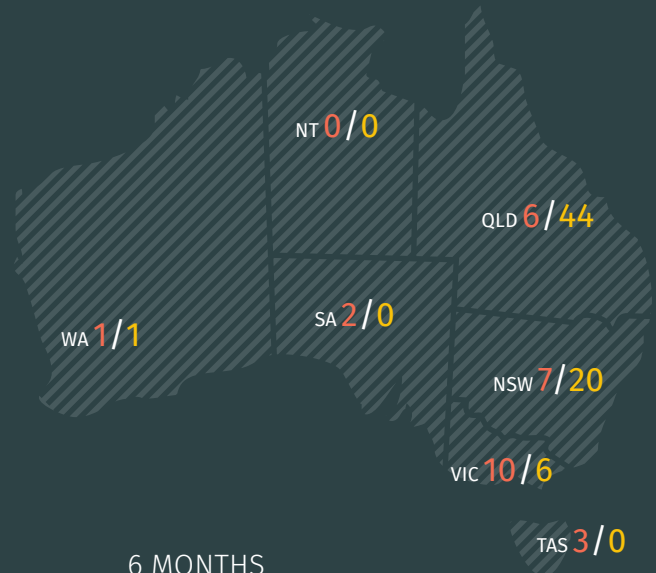 NT 0/0
QLD 6/44
SA 2/0
WA 1/1
NSW 7/20
VIC 10/6
TAS 3/0
6 MONTHS